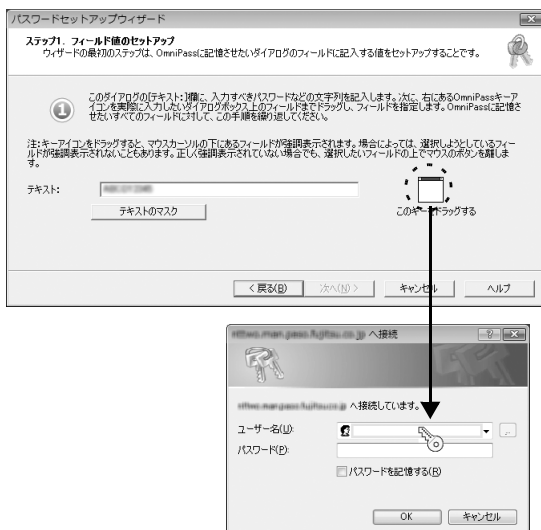 パスワードセットアップウィザード
ステップ1．フィールド値のセットアップ
ウィザードの最初のステップは、OmniPassに記憶させたいダイアログのフィールドに記入する値をセットアップすることです。
1
このダイアログの[テキスト:]欄に、入力すべきパスワードなどの文字列を記入します。次に、右にあるOmniPassキーア
イコンを実際に入力したいダイアログボックス上のフィールドまでドラッグし、フィールドを指定します。OmniPassに記憶さ
せたいすべてのフィールドに対して、この手順を繰り返してください。
注:キーアイコンをドラッグすると、マウスカーソルの下にあるフィールドが強調表示されます。場合によっては、選択しようとしているフィー
ルドが強調表示されないこともあります。正しく強調表示されていない場合でも、選択したいフィールドの上でマウスのボタンを離しま
す。
テキスト:
テキストのマスク
このキーをドラッグする
< 戻る(B)
次へ(N) >
キャンセル
ヘルプ
へ接続
へ接続しています。
ユーザー名(U):
パスワード(P):
パスワードを記憶する(R)
OK
キャンセル